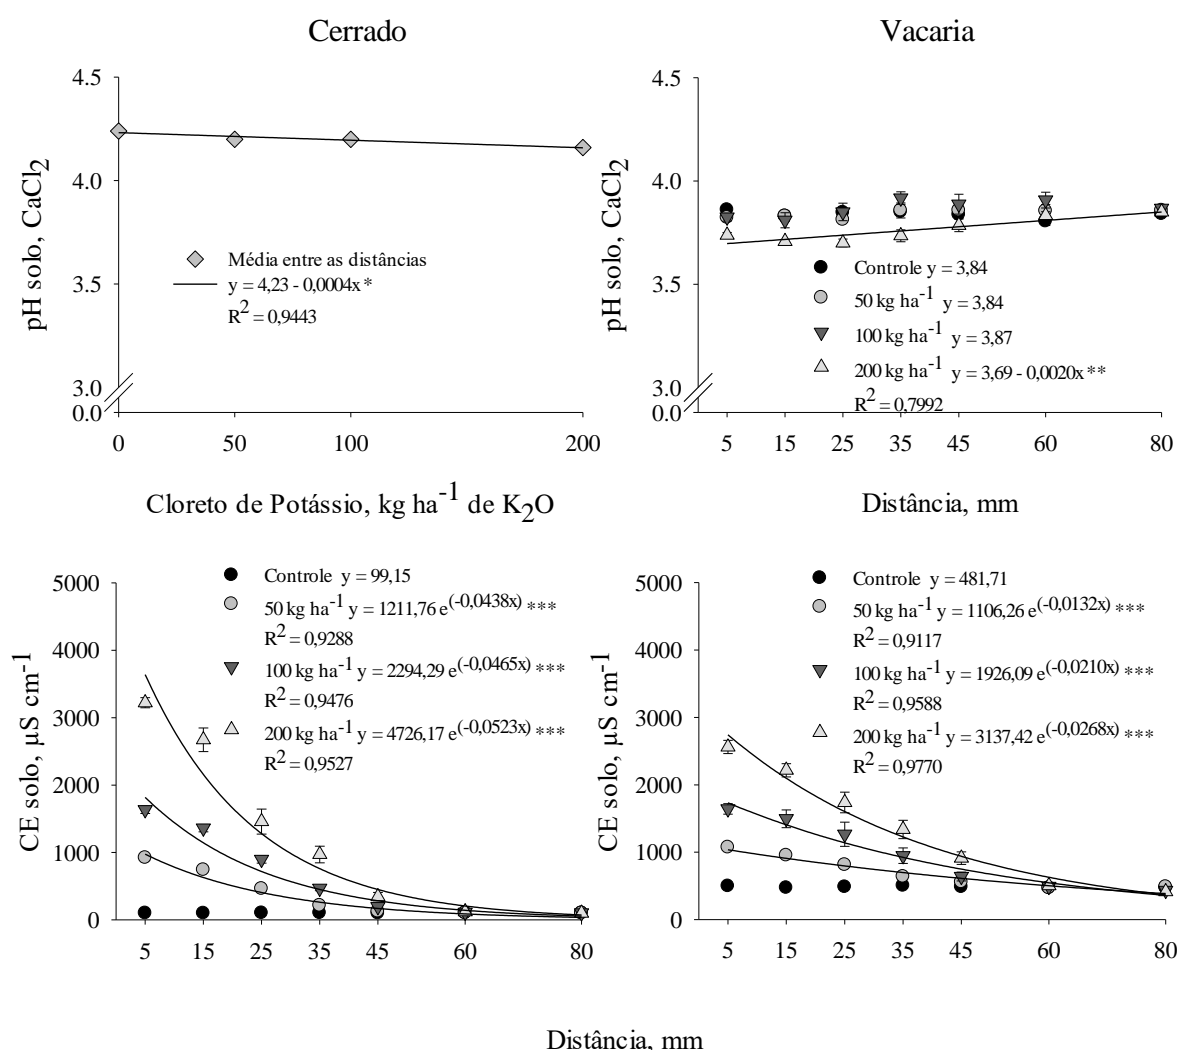 Cerrado
4.5
4.0
3.5
3.0
0.0
pH solo, CaCl2
Média entre as distâncias
y = 4,23 - 0,0004x *
R2 = 0,9443
0 50 100 200
Cloreto de Potássio, kg ha-1 de K2O
Vacaria
4.5
4.0
3.5
3.0
0.0
pH solo, CaCl2
Controle y = 3,84
50 kg ha-1 y = 3,84
100 kg ha-1 y = 3,87
200 kg ha-1 y = 3,69 - 0,0020x **
R2 = 0,7992
5 15 25 35 45 60 80
Distância, mm
5000
4000
3000
2000
1000
0
CE solo, µS cm-1
Controle y = 99,15
50 kg ha-1 y = 1211,76 e(-0,0438x) ***
R2 = 0,9288
100 kg ha-1 y = 2294,29 e(-0,0465x) ***
R2 = 0,9476
200 kg ha-1 y = 4726,17 e(-0,0523x) ***
R2 = 0,9527
5 15 25 35 45 60 80
5000
4000
3000
2000
1000
0
CE solo, µS cm-1
Controle y = 481,71
50 kg ha-1 y = 1106,26 e(-0,0132x) ***
R2 = 0,9117
100 kg ha-1 y = 1926,09 e(-0,0210x) ***
R2 = 0,9588
200 kg ha-1 y = 3137,42 e(-0,0268x) ***
R2 = 0,9770
5 15 25 35 45 60 80
Distância, mm